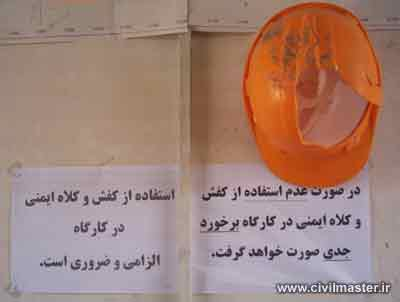 در صورت عدم استفاده از کفش
و کلاه ایمنی در کارگاه برخورد
جدی صورت خواهد گرفت.
استفاده از کفش و کلاه ایمنی
در کارگاه
الزامی و ضروری است.
www.civilmaster.ir